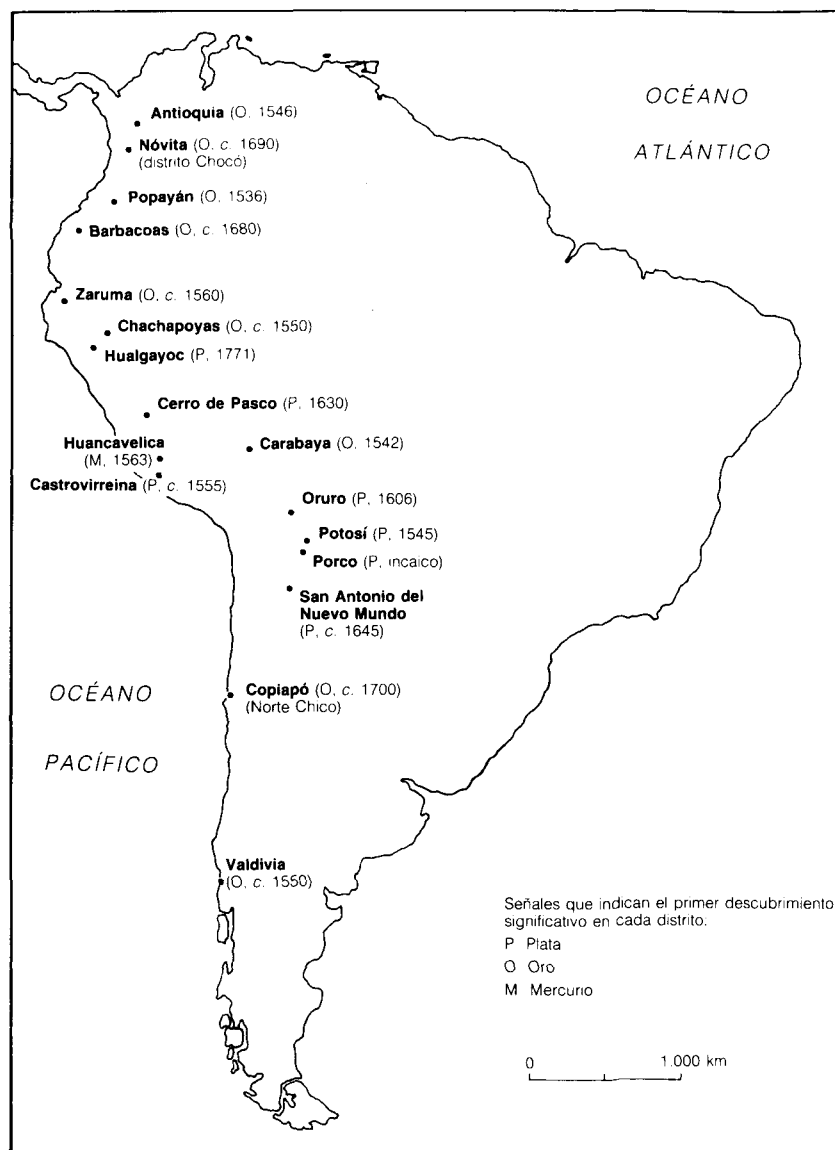 OCÉANO
ATLÁNTICO
Antioquia (O. 1546)
Nóvita (O. c. 1690)
(distrito Chocó)
Popayán (O. 1536)
Barbacoas (O, c. 1680)
Zaruma (O. c. 1560)
Chachapoyas (O, c. 1550)
Hualgayoc (P, 1771)
Cerro de Pasco (P. 1630)
Huancavelica
(M, 1563)
Carabaya (O. 1542)
Castrovirreina (P, c. 1555)
Oruro (P, 1606)
Potosí (P, 1545)
Porco (P, incaico)
San Antonio del
Nuevo Mundo
(P, c. 1645)
OCÉANO
PACÍFICO
Copiapó (O, c. 1700)
(Norte Chico)
Valdivia
(O, c. 1550)
Señales que indican el primer descubrimiento
significativo en cada distrito:
P Plata
O Oro
M Mercurio
0 1.000 km